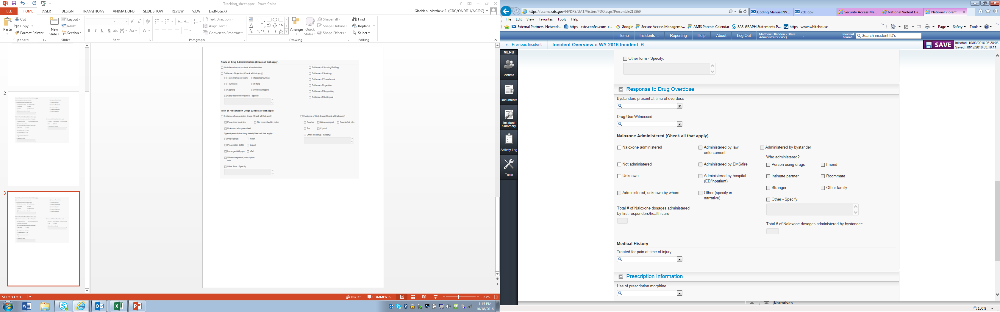 Tracking_sheet.pptx - PowerPoint
FILE HOME INSERT DESIGN TRANSITIONS ANIMATIONS SLIDE SHOW REVIEW VIEW EndNote X7
Gladden, Matthew R. (CDC/ONDIEH/NCIPC)
Paste
Cut
Copy
Format Painter
Clipboard
New Slide
Layout
Reset
Section
Slides
B I U S abc AV Aa A
Font
Paragraph
Text Direction
Align Text
Convert to SmartArt
Arrange
Quick Styles
Shape Fill
Shape Outline
Shape Effects
Drawing
Find
Replace
Select
Editing
2
3
Route of Drug Admininstration (Check all that apply)
No information on route of administration
Evidence of injection (Check all that apply)
Track marks on victim Needles/Syringe
Tourniquet Filters
Cookers Witness Report
Other injection evidence - Specify:
Evidence of Snorting/Sniffing
Evidence of Smoking
Evidence of Transdermal
Evidence of Ingestion
Evidence of Suppository
Evidence of Sublingual
Illicit or Prescription Drugs (Check all that apply)
Evidence of prescription drugs (Check all that apply)
Prescribed to victim Not prescribed to victim
Unknown who prescribed
Type of prescription drug found (Check all that apply)
Pills/Tablets Patch
Prescription bottle Liquid
Lozenges/lollipops Vial
Witness report of prescription
use
Other form - Specify:
Evidence of illicit drugs (Check all that apply)
Powder Witness report Counterfeit pills
Tar Crystal
Other illicit drug - Specify:
SLIDE 3 OF 3
NOTES COMMENTS 85%
1:15 PM
10/18/2016
https://csams.cdc.gov/NVDRS/UAT/Victim/PDO.aspx?PersonId=212869
Coding Manual|NV... cdc.gov Security Access Ma... National Violent De... National Violent ...
File Edit View Favorites Tools Help
External Partners Network... https--cste.confex.com-c... Google Secure Access Manageme... AMIS Parents Calendar SAS-GRAPH Statements P... https--www.whitehouse
Page Safety Tools
Home Incidents Reporting Help About Log Out
Matthew Gladden - State
Administrator (WY)
Incident
Search
Search incident ID's
‹‹ Previous Incident
Incident Overview ›› WY 2016 Incident: 6
SAVE
Initiated: 10/03/2016 03:38:03
Saved: 10/12/2016 03:18:11
MENU
Victims
Documents
Incident
Summary
Activity Log
Tools
Other form - Specify:
Response to Drug Overdose
Bystanders present at time of overdose
Drug Use Witnessed
Naloxone Administered (Check all that apply)
Naloxone administered
Not administered
Unknown
Administered, unknown by whom
Total # of Naloxone dosages administered
by first responders/health care
Administered by law
enforcement
Administered by EMS/fire
Administered by hospital
(ED/inpatient)
Other (specify in
narrative)
Administered by bystander
Who administered?
Person using drugs Friend
Intimate partner Roommate
Stranger Other family
Other - Specify:
Total # of Naloxone dosages administered by bystander:
Medical History
Treated for pain at time of injury
Prescription Information
Use of prescription morphine
Narratives
100%